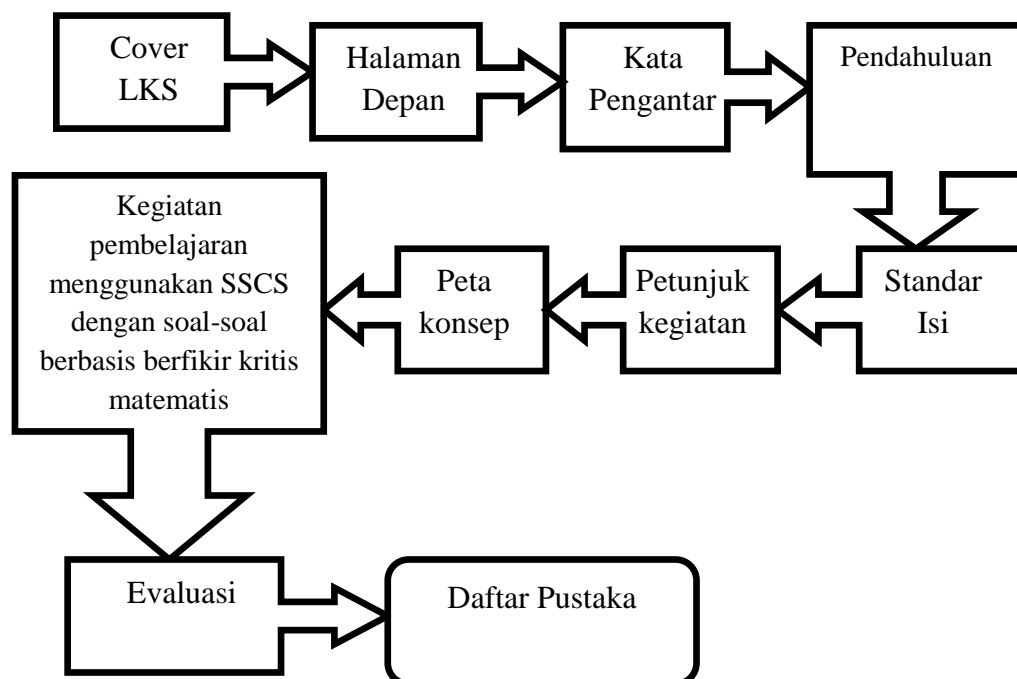 Cover
LKS
Halaman
Depan
Kata
Pengantar
Pendahuluan
Standar
Isi
Petunjuk
kegiatan
Peta
konsep
Kegiatan
pembelajaran
menggunakan SSCS
dengan soal-soal
berbasis berfikir kritis
matematis
Evaluasi
Daftar Pustaka